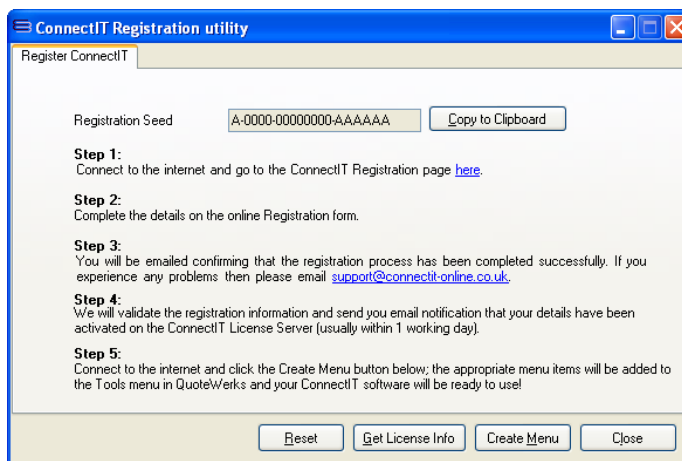 ConnectIT Registration utility
Register ConnectIT
Registration Seed A-0000-00000000-AAAAAA Copy to Clipboard
Step 1:
Connect to the internet and go to the ConnectIT Registration page here.
Step 2:
Complete the details on the online Registration form.
Step 3:
You will be emailed confirming that the registration process has been completed successfully. If you
experience any problems then please email support@connectit-online.co.uk.
Step 4:
We will validate the registration information and send you email notification that your details have been
activated on the ConnectIT License Server (usually within 1 working day).
Step 5:
Connect to the internet and click the Create Menu button below; the appropriate menu items will be added to
the Tools menu in QuoteWerks and your ConnectIT software will be ready to use!
Reset Get License Info Create Menu Close